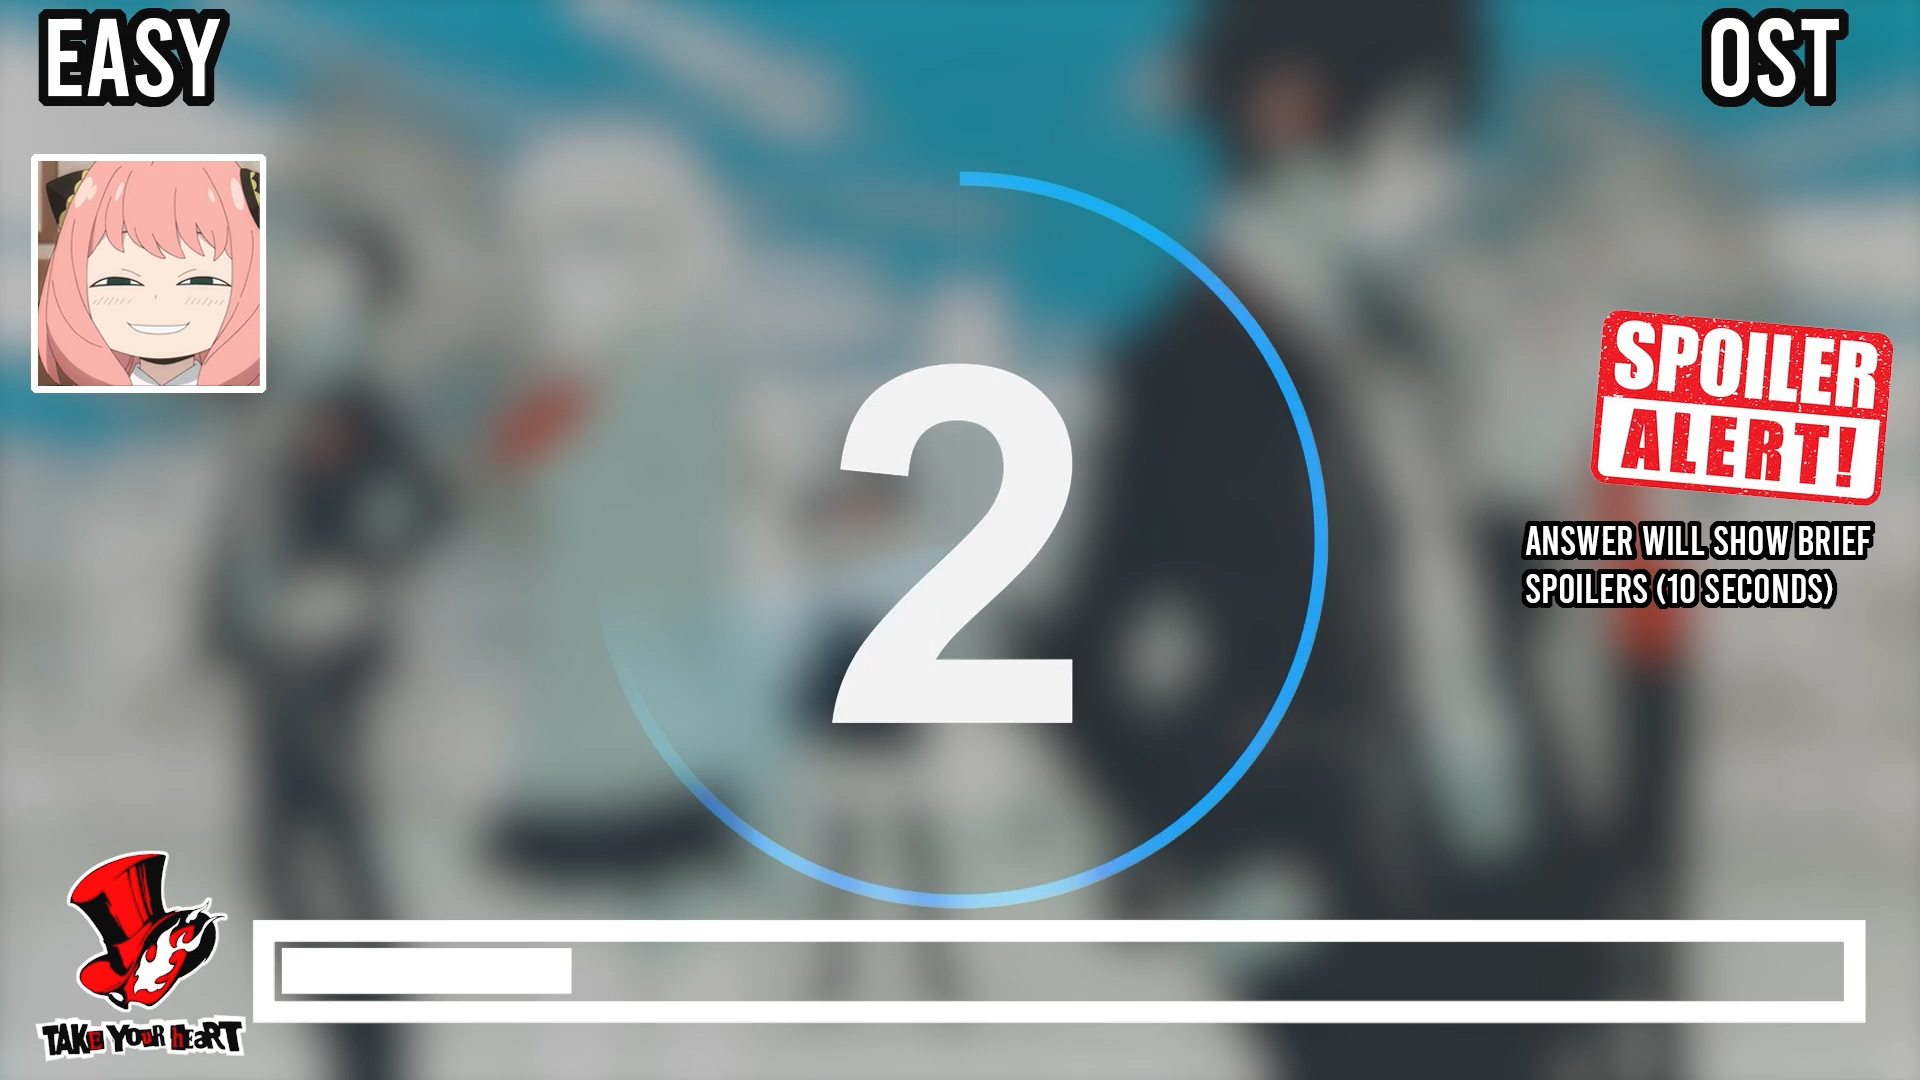 EASY
OST
SPOILER
ALERT!
ANSWER WILL SHOW BRIEF
SPOILERS (10 SECONDS)
2
TAKE YOUR hEaRT